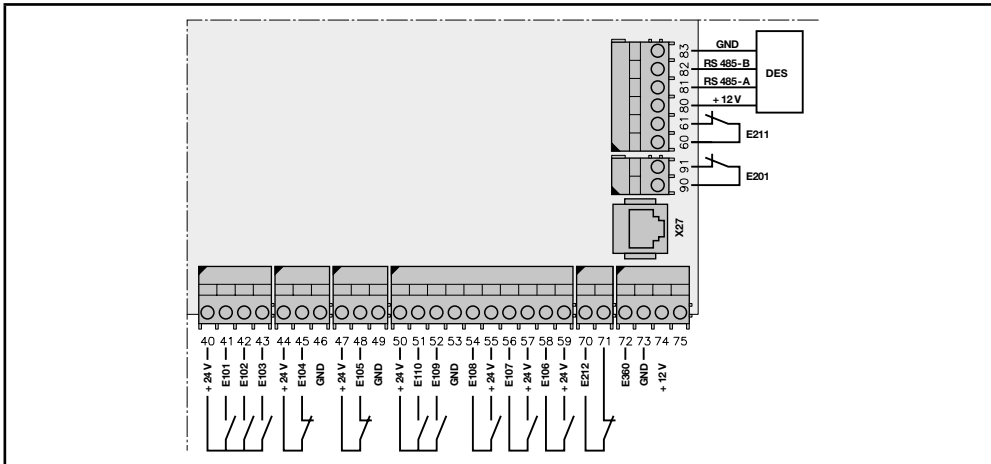 83 GND
82 RS 485-B
81 RS 485-A
80 + 12 V
DES
61
60
E211
91
90
E201
X27
40 41 42 43 44 45 46 47 48 49 50 51 52 53 54 55 56 57 58 59 70 71 72 73 74 75
+ 24 V E101 E102 E103 + 24 V E104 GND + 24 V E105 GND + 24 V E110 E109 GND E108 + 24 V E107 + 24 V E106 + 24 V E212 E360 GND + 12 V